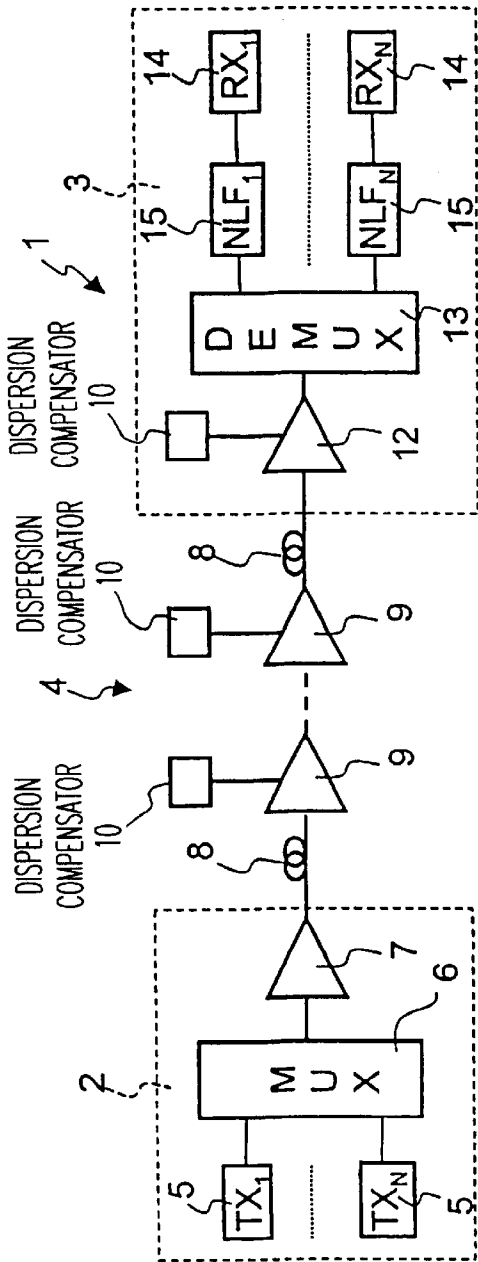 1
2
3
4
5
TX1
TXN
5
M
U
X
6
7
8
DISPERSION
COMPENSATOR
10
9
8
DISPERSION
COMPENSATOR
10
9
DISPERSION
COMPENSATOR
10
12
D
E
M
U
X
13
15
NLF1
14
RX1
NLFN
15
RXN
14